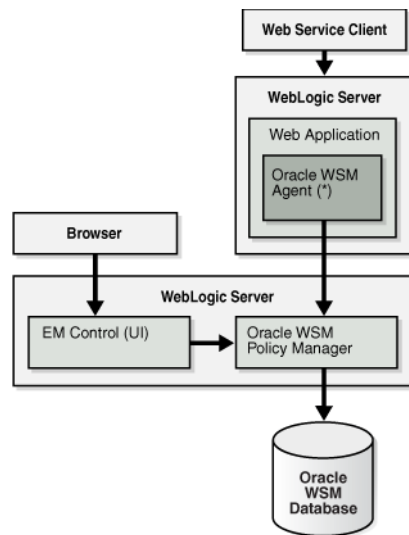 Web Service Client
WebLogic Server
Web Application
Oracle WSM
Agent (*)
Browser
WebLogic Server
EM Control (UI)
Oracle WSM
Policy Manager
Oracle
WSM
Database